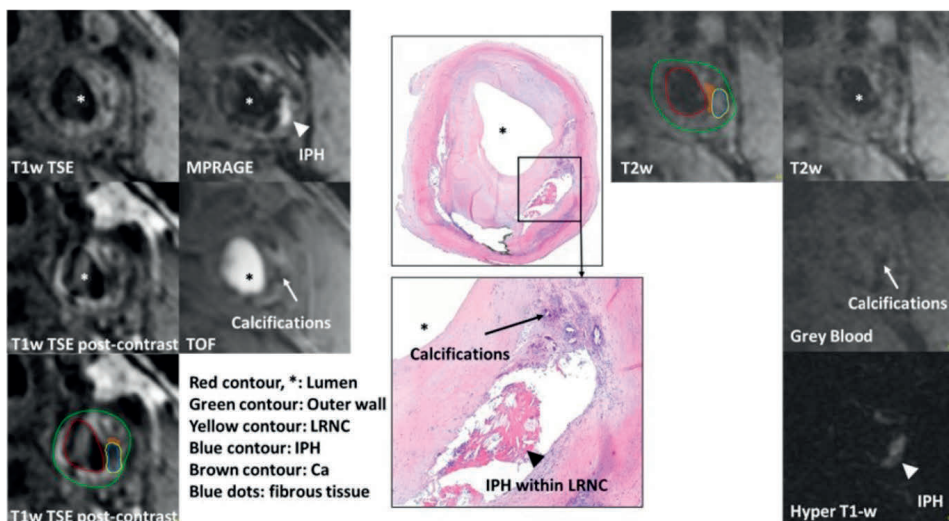 *
T1w TSE
*
IPH
MPRAGE
*
T1w TSE post-contrast
*
Calcifications
TOF
T1w TSE post-contrast
Red contour, *: Lumen
Green contour: Outer wall
Yellow contour: LRNC
Blue contour: IPH
Brown contour: Ca
Blue dots: fibrous tissue
*
*
Calcifications
IPH within LRNC
T2w
*
T2w
Calcifications
Grey Blood
IPH
Hyper T1-w